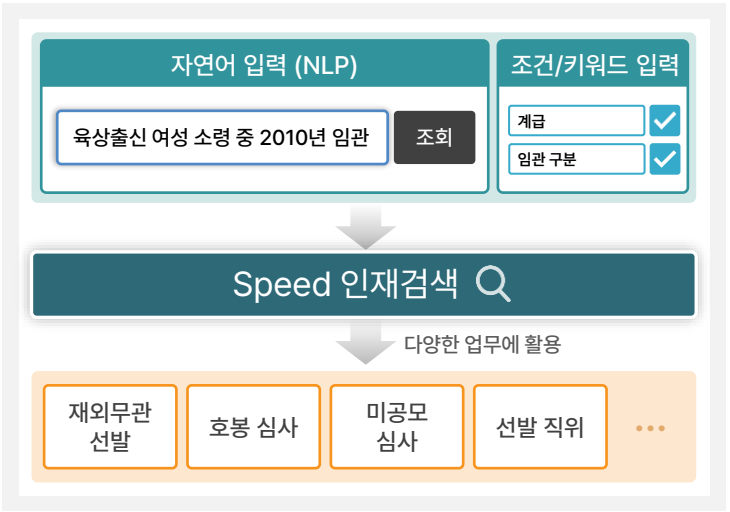 자연어 입력 (NLP)
육상출신 여성 소령 중 2010년 임관
조회
조건/키워드 입력
계급
임관 구분
Speed 인재검색
다양한 업무에 활용
재외무관
선발
호봉 심사
미공모
심사
선발 직위
···